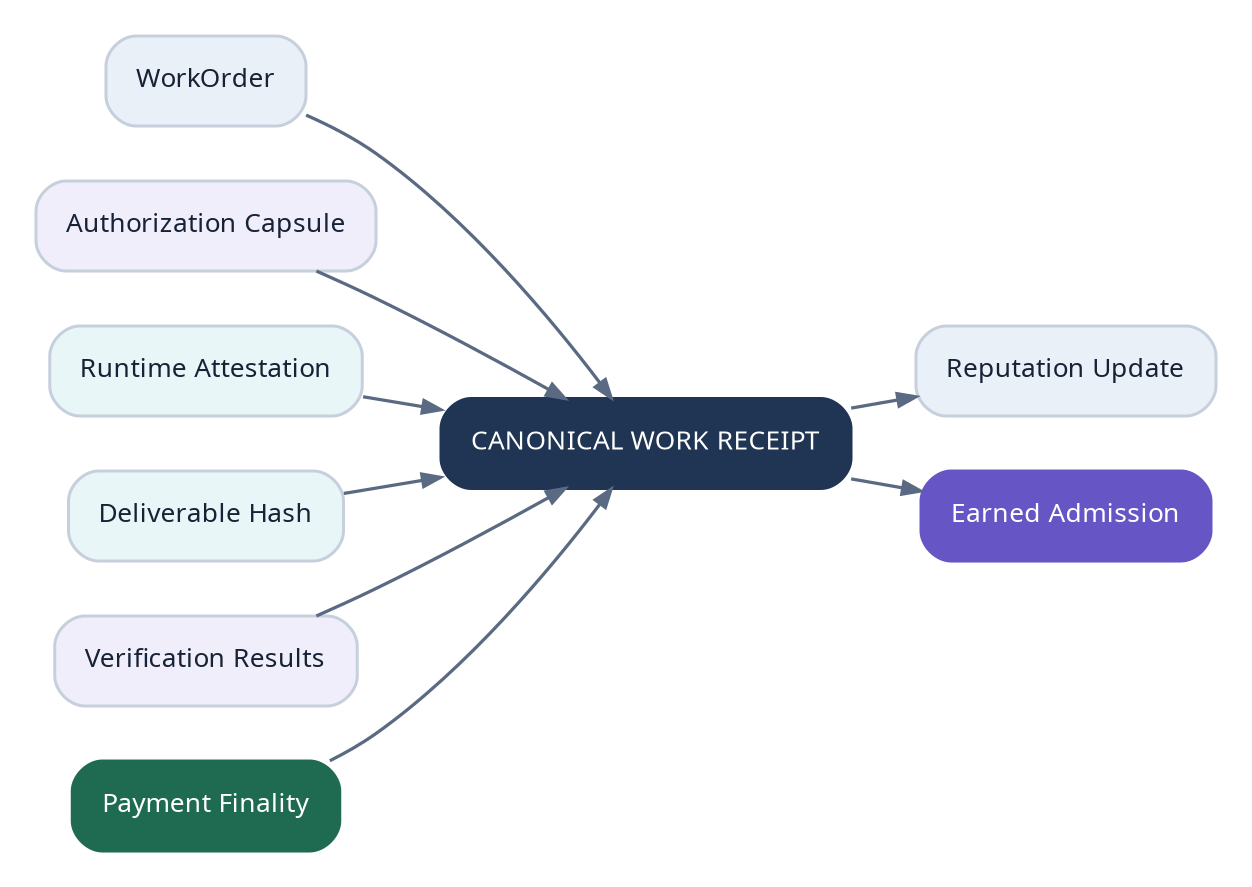 WorkOrder
Authorization Capsule
Runtime Attestation
Deliverable Hash
Verification Results
Payment Finality
CANONICAL WORK RECEIPT
Reputation Update
Earned Admission